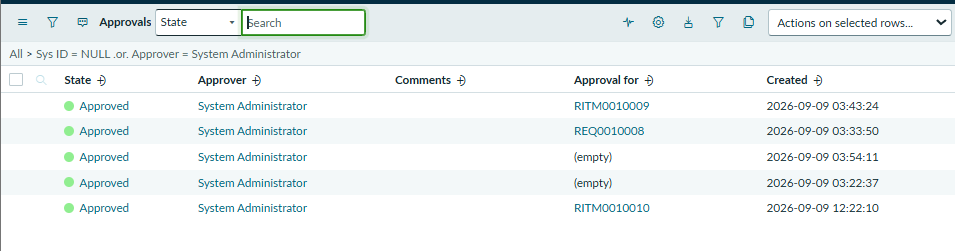 Approvals State Search Actions on selected rows...
All > Sys ID = NULL .or. Approver = System Administrator
State Approver Comments Approval for Created
Approved System Administrator RITM0010009 2026-09-09 03:43:24
Approved System Administrator REQ0010008 2026-09-09 03:33:50
Approved System Administrator (empty) 2026-09-09 03:54:11
Approved System Administrator (empty) 2026-09-09 03:22:37
Approved System Administrator RITM0010010 2026-09-09 12:22:10